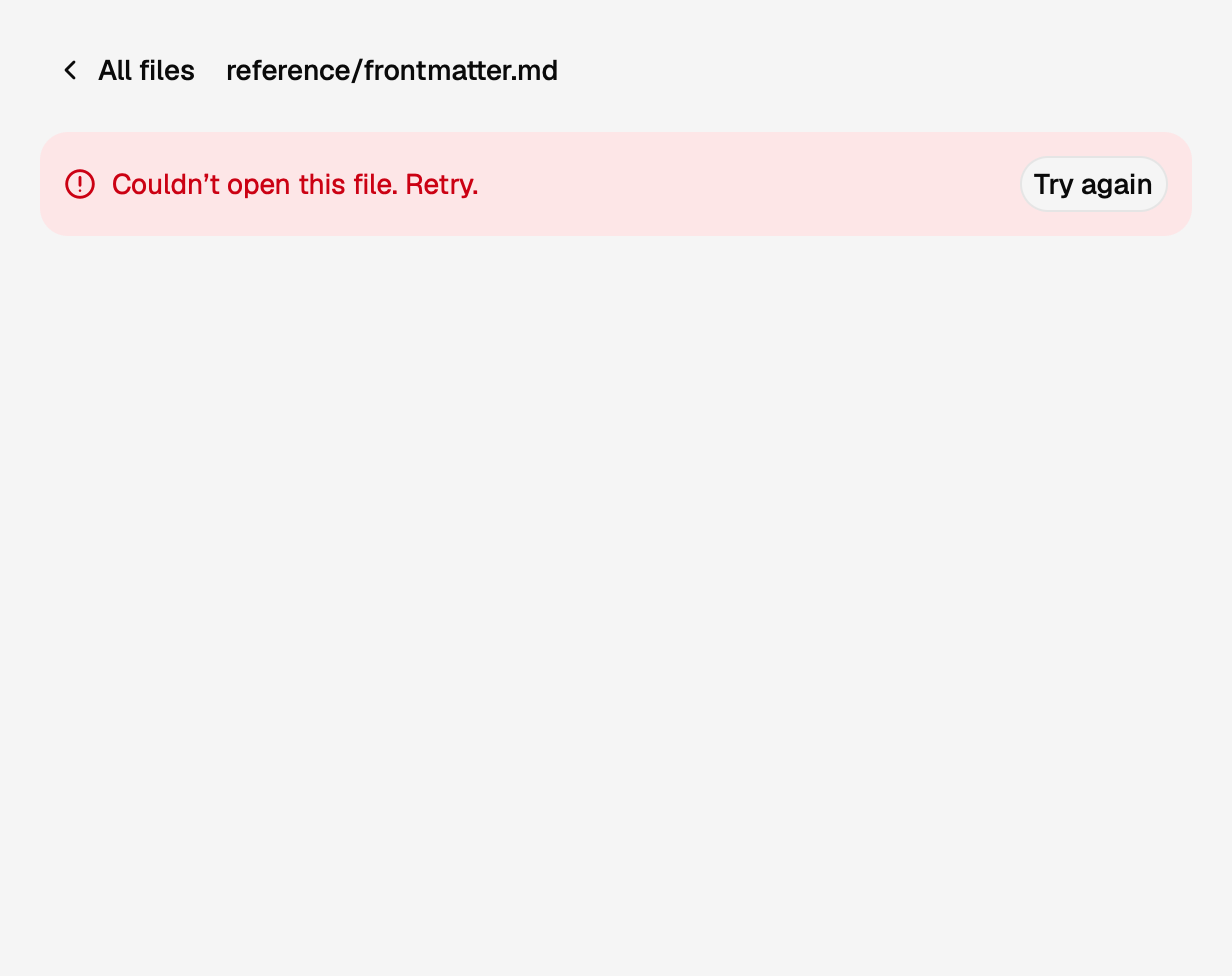 All files reference/frontmatter.md
Couldn’t open this file. Retry. Try again